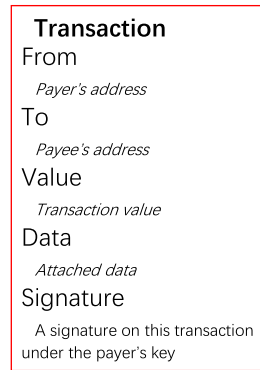 Transaction
From
Payer's address
To
Payee's address
Value
Transaction value
Data
Attached data
Signature
A signature on this transaction
under the payer's key